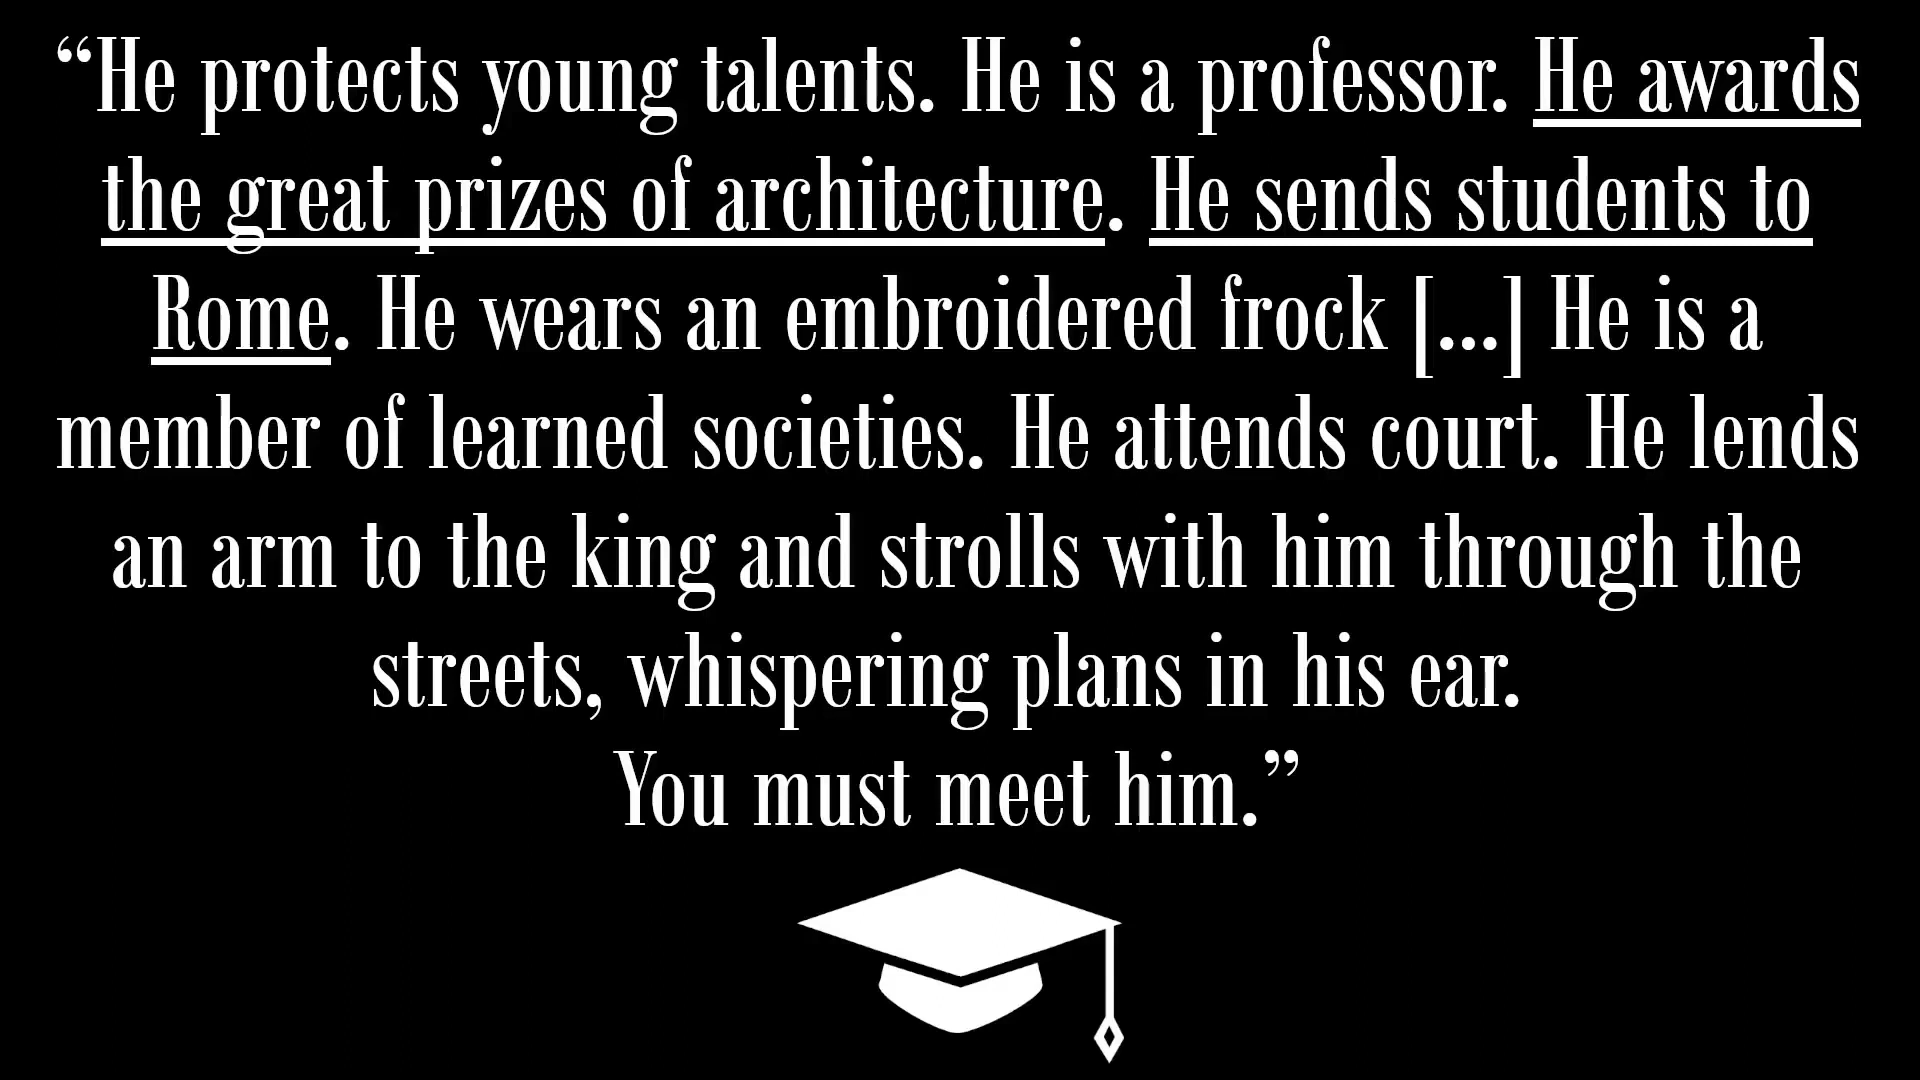 “He protects young talents. He is a professor. He awards
the great prizes of architecture. He sends students to
Rome. He wears an embroidered frock [...] He is a
member of learned societies. He attends court. He lends
an arm to the king and strolls with him through the
streets, whispering plans in his ear.
You must meet him.”